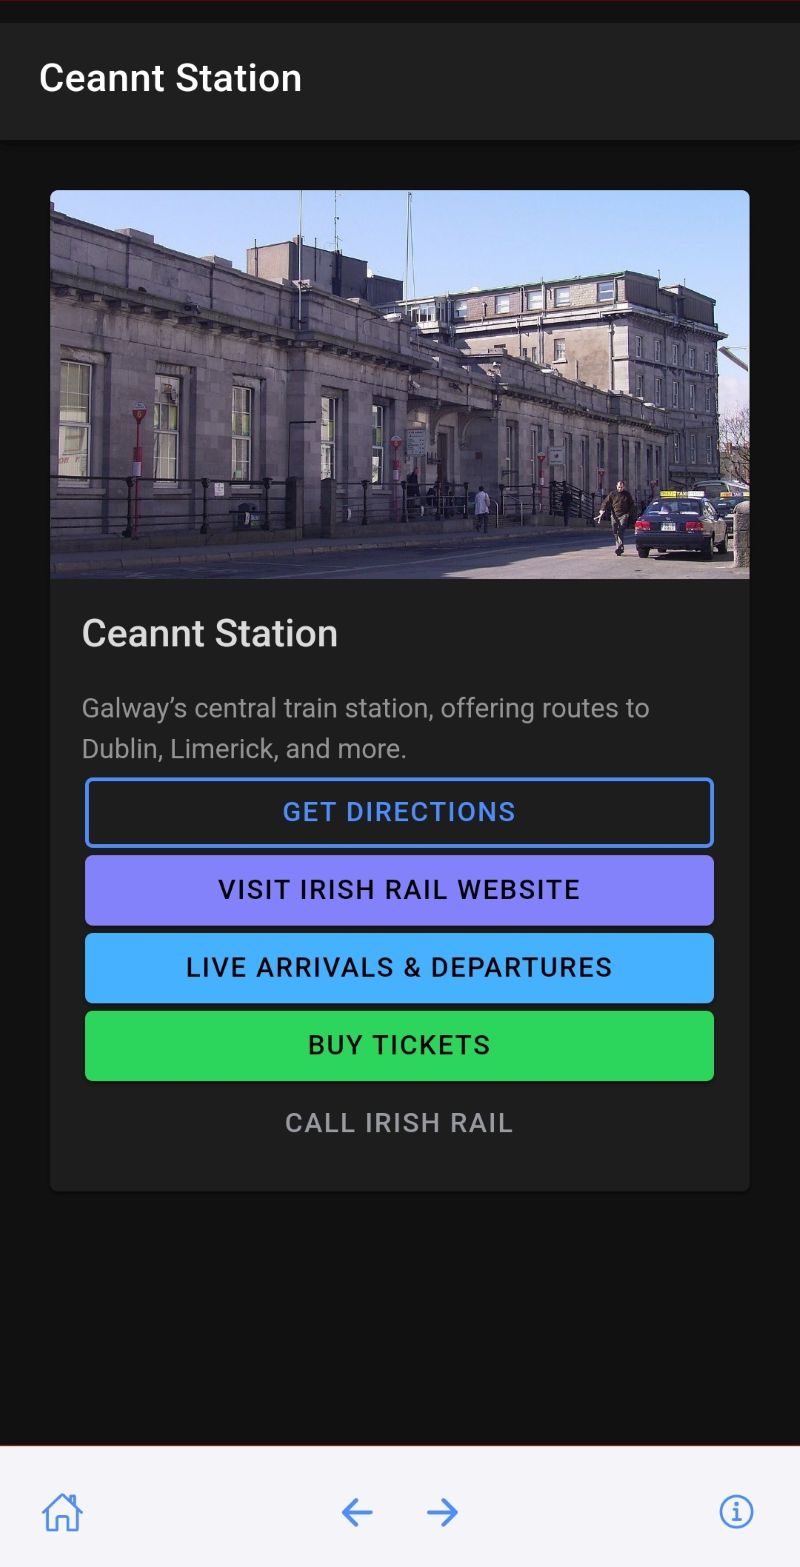 Ceannt Station
Ceannt Station
Galway’s central train station, offering routes to
Dublin, Limerick, and more.
GET DIRECTIONS
VISIT IRISH RAIL WEBSITE
LIVE ARRIVALS & DEPARTURES
BUY TICKETS
CALL IRISH RAIL